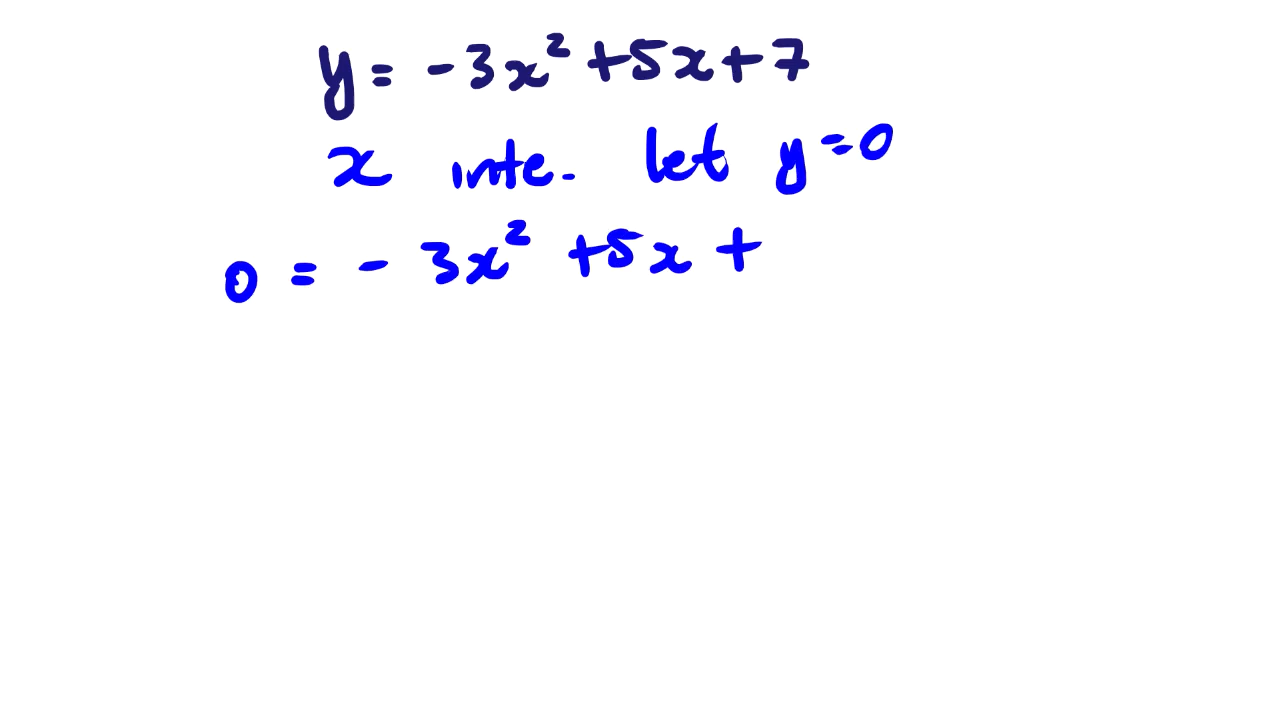 y = -3x² +5x+7
x inte. let y=0
0 = - 3x² +5x +